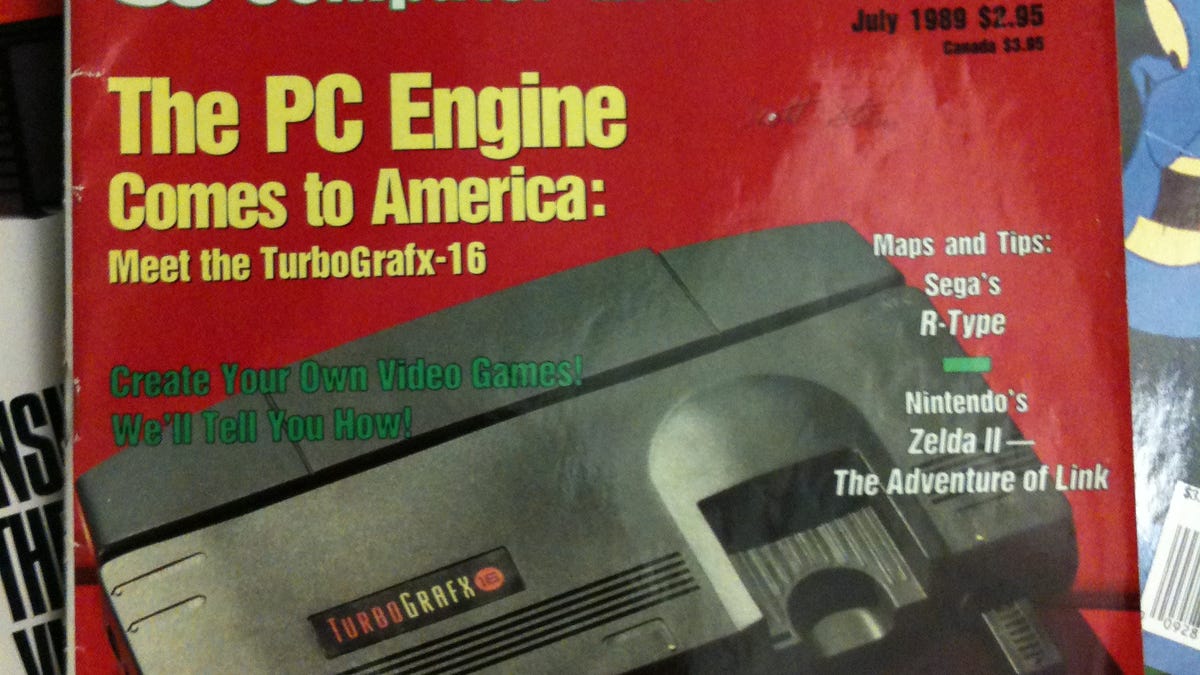 July 1989 $2.95
Canada $3.95
The PC Engine
Comes to America:
Meet the TurboGrafx-16
Maps and Tips:
Sega's
R-Type
Nintendo's
Zelda II —
The Adventure of Link
Create Your Own Video Games!
We'll Tell You How!
TURBOGRAFX 16
0928